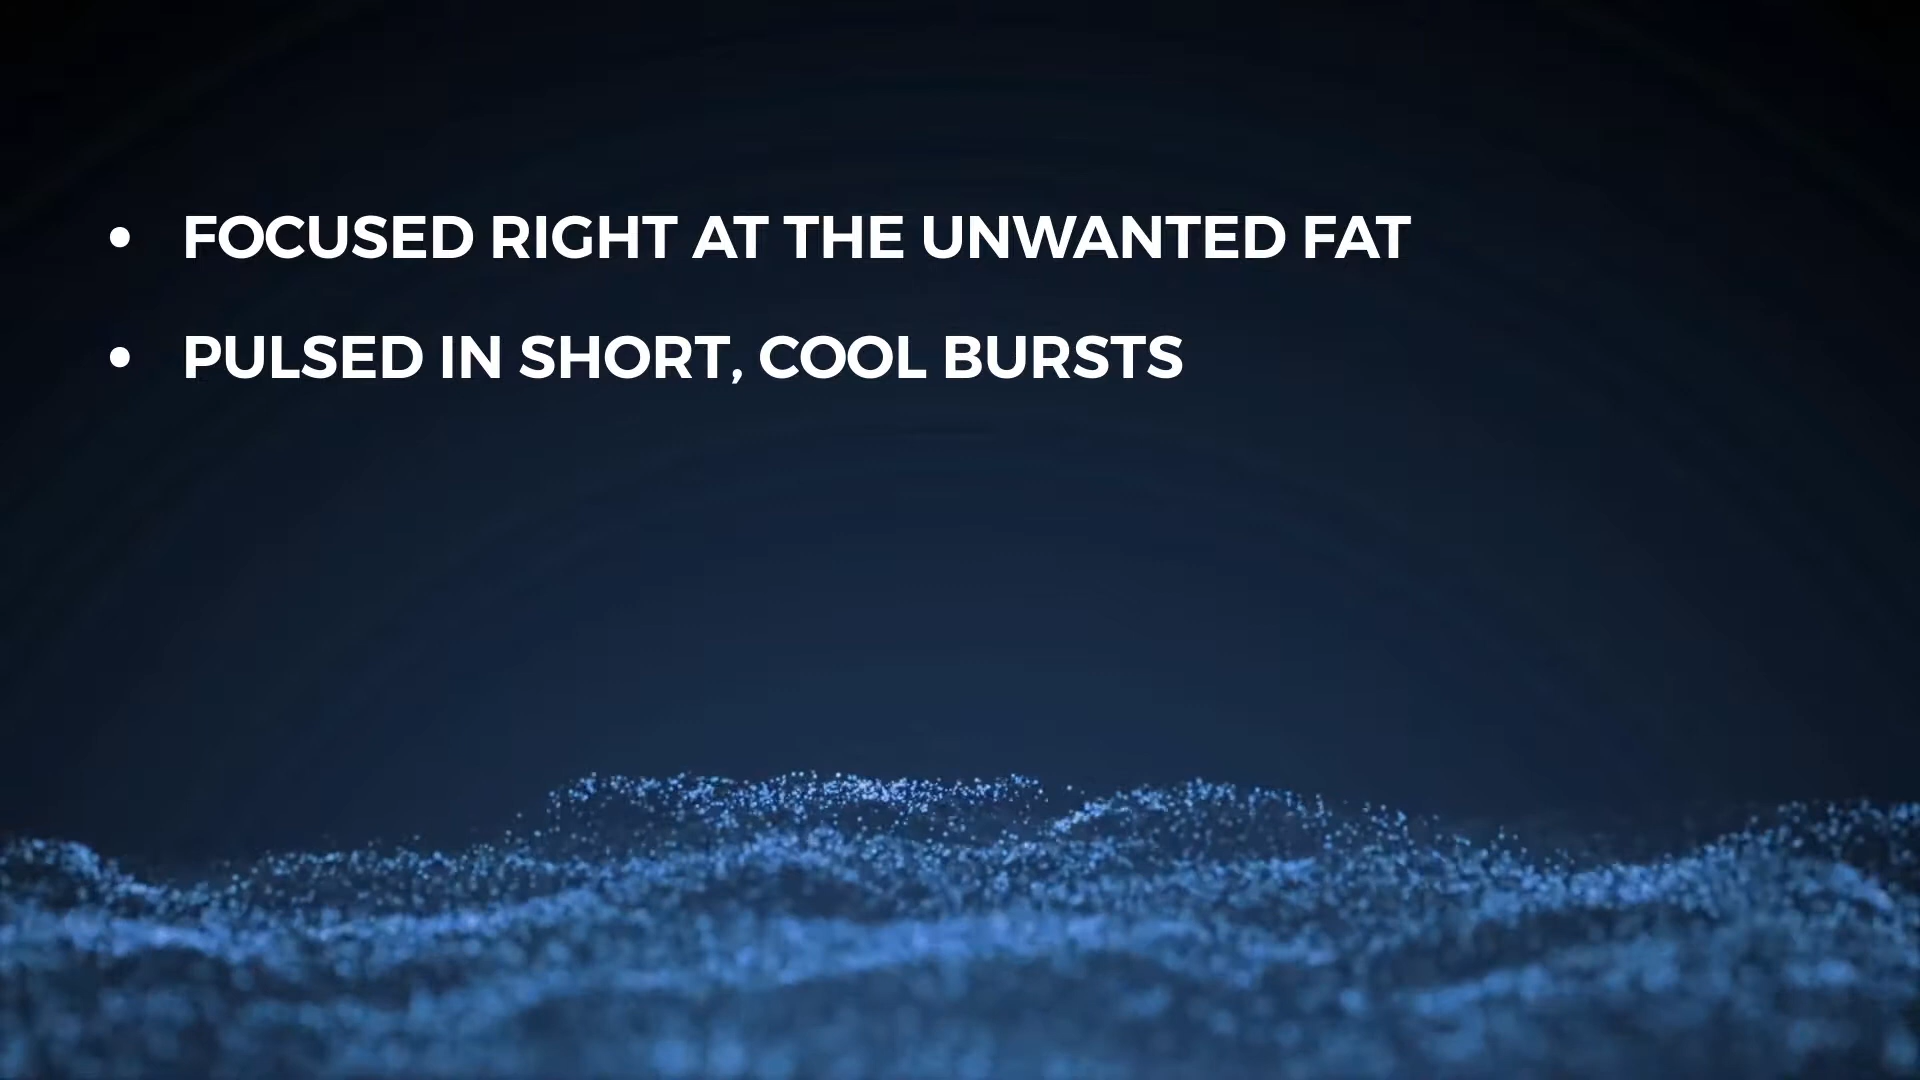 • FOCUSED RIGHT AT THE UNWANTED FAT
• PULSED IN SHORT, COOL BURSTS